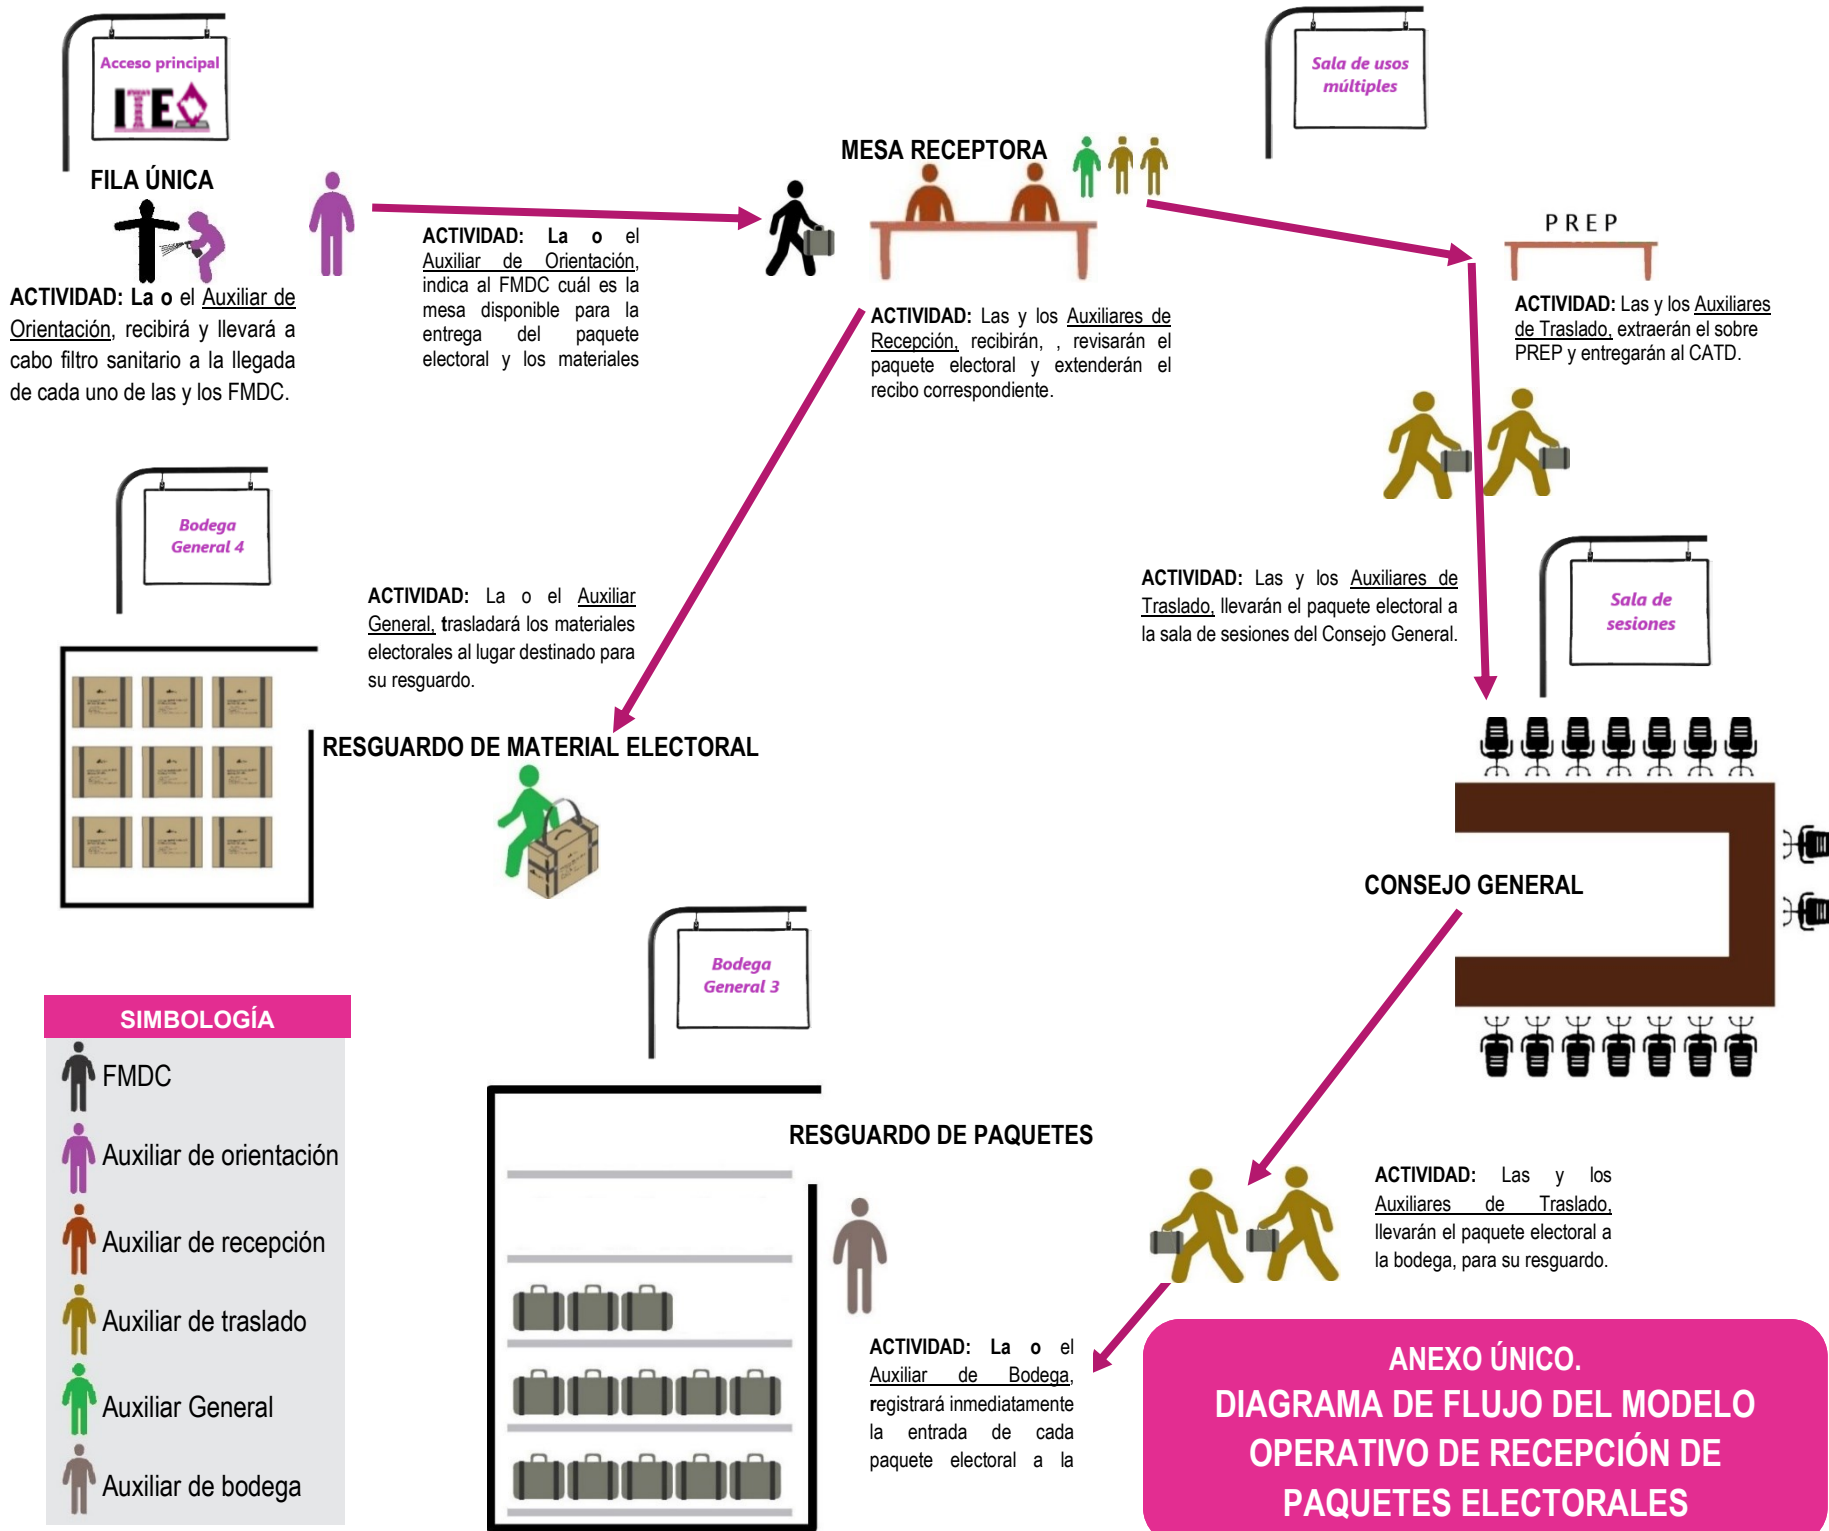 Acceso principal
ITE
FILA ÚNICA
ACTIVIDAD: La o el Auxiliar de
Orientación, recibirá y llevará a
cabo filtro sanitario a la llegada
de cada uno de las y los FMDC.
ACTIVIDAD: La o el
Auxiliar de Orientación,
indica al FMDC cuál es la
mesa disponible para la
entrega del paquete
electoral y los materiales
MESA RECEPTORA
ACTIVIDAD: Las y los Auxiliares de
Recepción, recibirán, , revisarán el
paquete electoral y extenderán el
recibo correspondiente.
Sala de usos
múltiples
PREP
ACTIVIDAD: Las y los Auxiliares
de Traslado, extraerán el sobre
PREP y entregarán al CATD.
Bodega
General 4
ACTIVIDAD: La o el Auxiliar
General, trasladará los materiales
electorales al lugar destinado para
su resguardo.
RESGUARDO DE MATERIAL ELECTORAL
ACTIVIDAD: Las y los Auxiliares de
Traslado, llevarán el paquete electoral a
la sala de sesiones del Consejo General.
Sala de
sesiones
CONSEJO GENERAL
Bodega
General 3
RESGUARDO DE PAQUETES
ACTIVIDAD: Las y los
Auxiliares de Traslado,
llevarán el paquete electoral a
la bodega, para su resguardo.
ACTIVIDAD: La o el
Auxiliar de Bodega,
registrará inmediatamente
la entrada de cada
paquete electoral a la
SIMBOLOGÍA
FMDC
Auxiliar de orientación
Auxiliar de recepción
Auxiliar de traslado
Auxiliar General
Auxiliar de bodega
ANEXO ÚNICO.
DIAGRAMA DE FLUJO DEL MODELO
OPERATIVO DE RECEPCIÓN DE
PAQUETES ELECTORALES